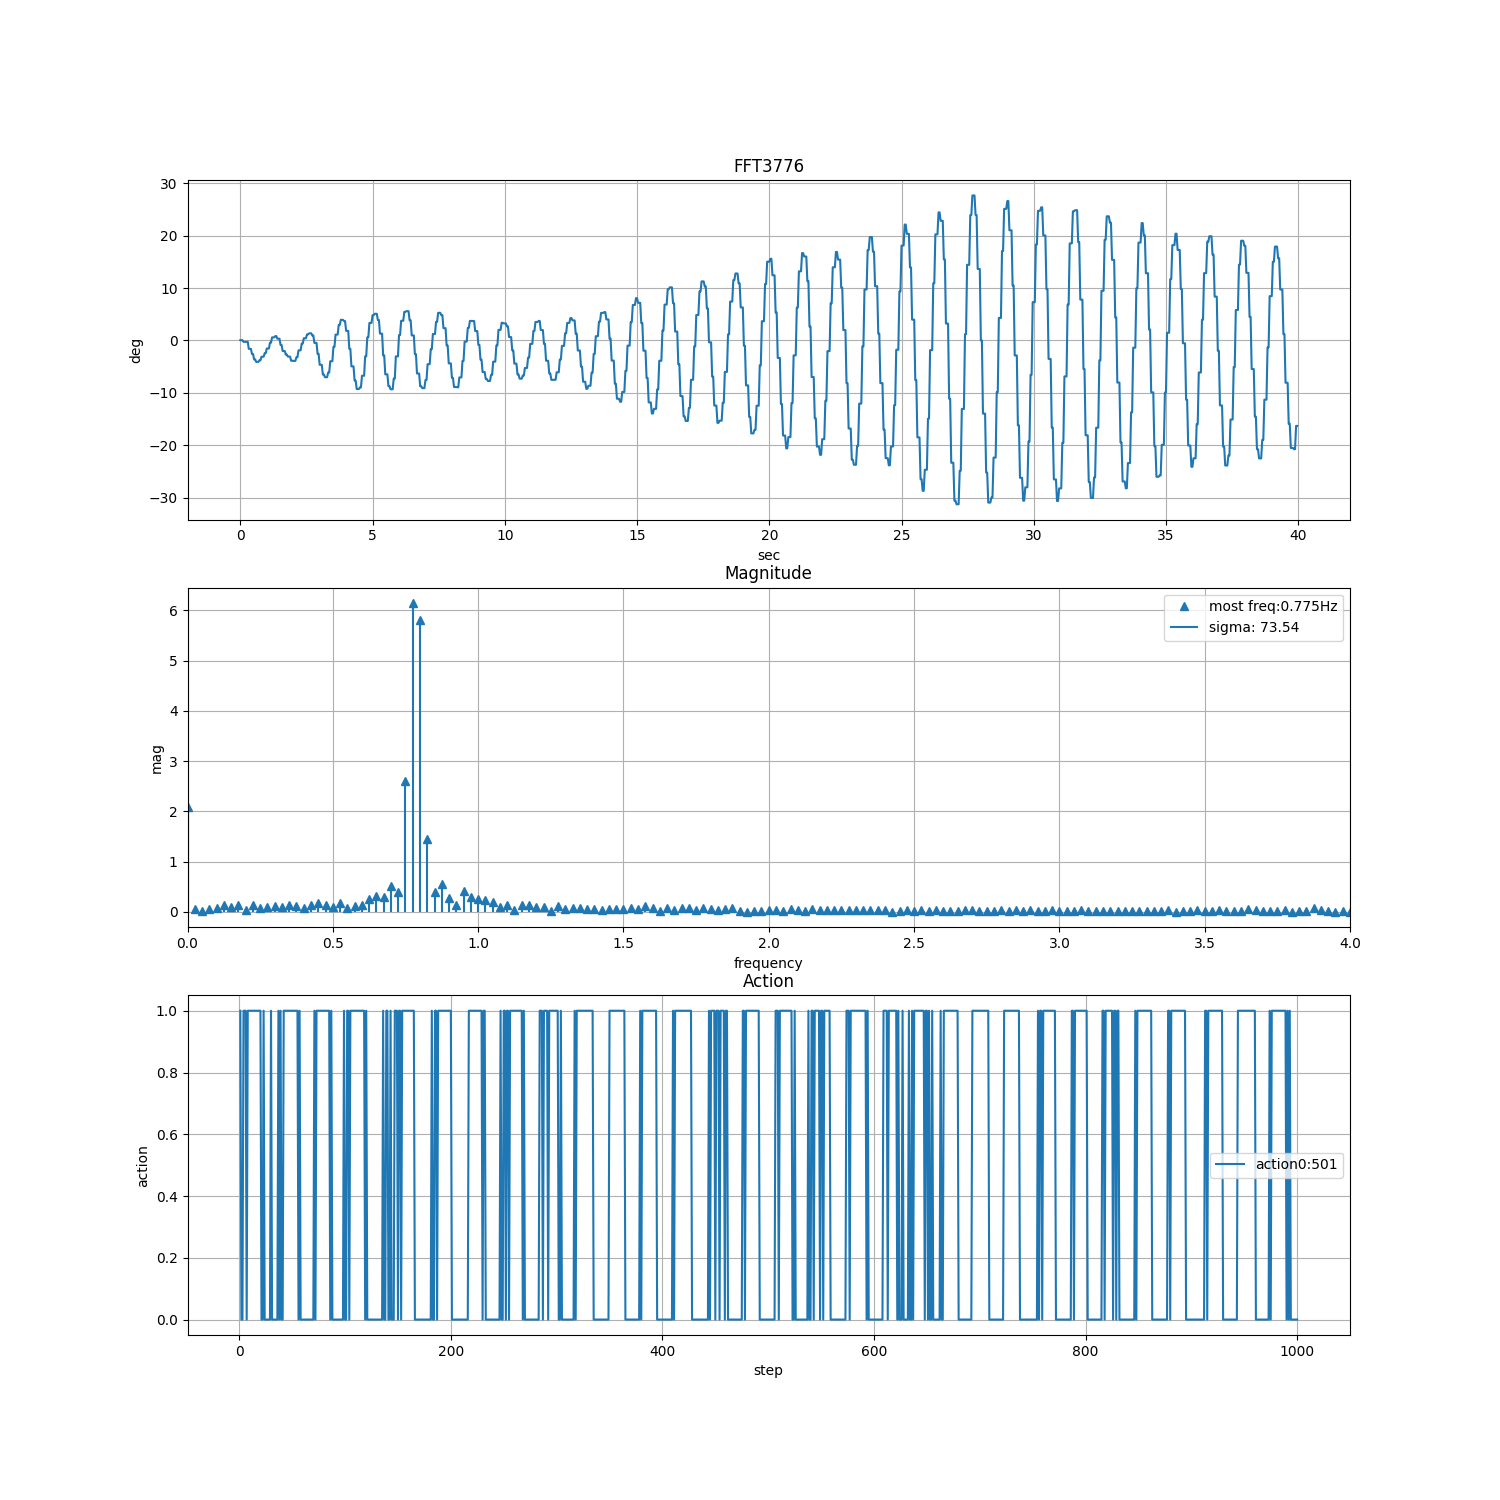 FFT3776
30
20
10
0
−10
−20
−30
deg
0 5 10 15 20 25 30 35 40
sec
Magnitude
6
5
4
3
2
1
0
mag
most freq:0.775Hz
sigma: 73.54
0.0 0.5 1.0 1.5 2.0 2.5 3.0 3.5 4.0
frequency
Action
1.0
0.8
0.6
0.4
0.2
0.0
action
action0:501
0 200 400 600 800 1000
step